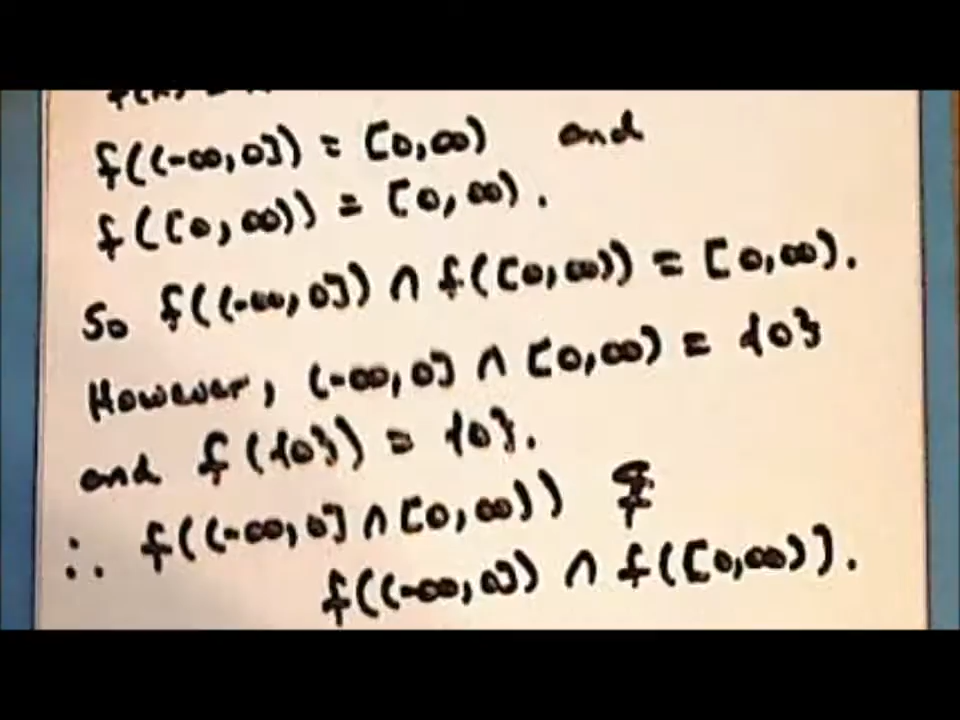 f((-∞,0]) = [0,∞) and
f([0,∞)) = [0,∞).
So f((-∞,0]) ∩ f([0,∞)) = [0,∞).
However, (-∞,0] ∩ [0,∞) = {0}
and f({0}) = {0}.
∴ f((-∞,0] ∩ [0,∞)) ⊊
f((-∞,0]) ∩ f([0,∞)).